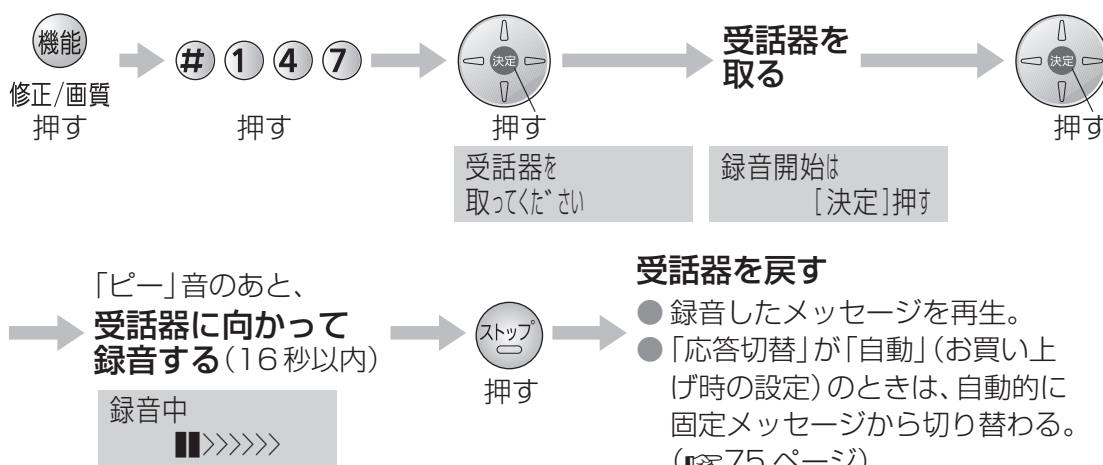 機能
修正/画質
押す
#147
押す
決定
押す
受話器を
取ってください
受話器を
取る
録音開始は
[決定]押す
決定
押す
「ピー」音のあと、
受話器に向かって
録音する(16秒以内)
録音中
ストップ
押す
受話器を戻す
● 録音したメッセージを再生。
● 「応答切替」が「自動」(お買い上
げ時の設定)のときは、自動的に
固定メッセージから切り替わる。
(☞75 ページ)